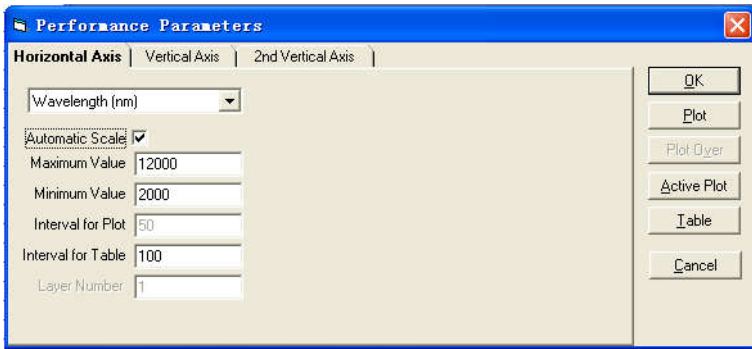 Performance Parameters
Horizontal Axis Vertical Axis 2nd Vertical Axis
Wavelength (nm)
Automatic Scale
Maximum Value 12000
Minimum Value 2000
Interval for Plot 50
Interval for Table 100
Layer Number 1
OK
Plot
Plot Over
Active Plot
Table
Cancel